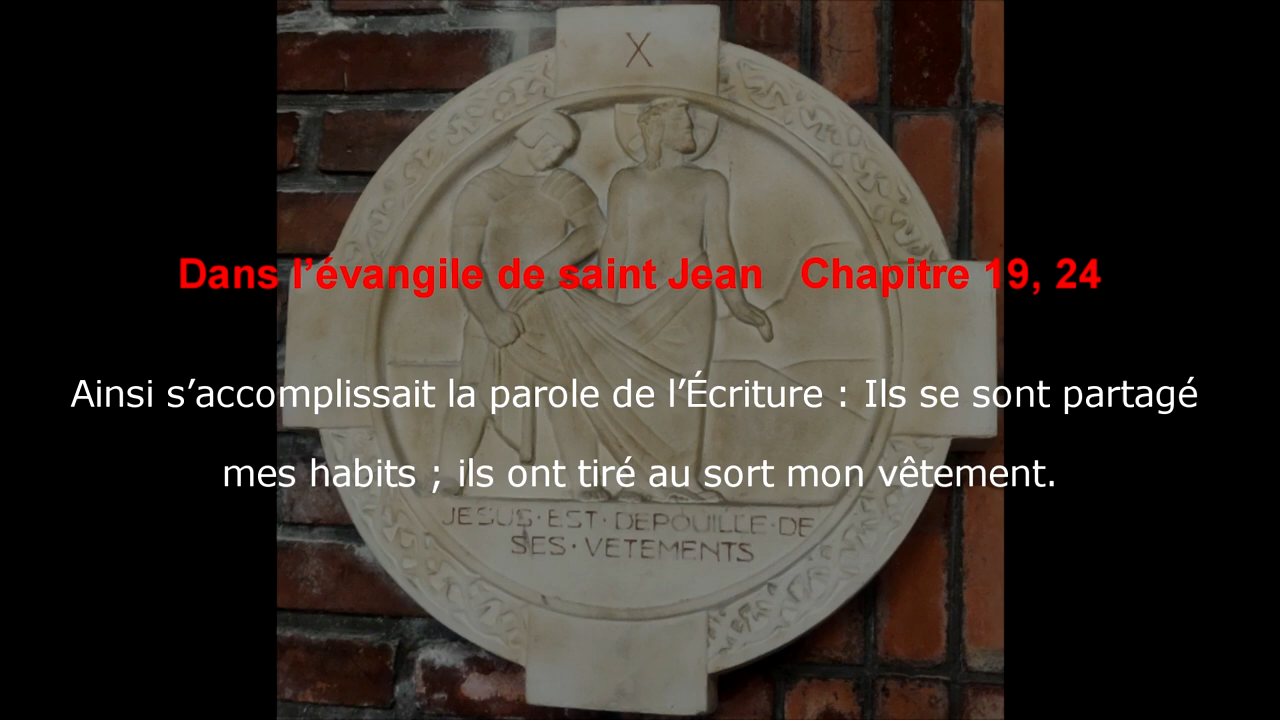 X
Dans l’évangile de saint Jean Chapitre 19, 24
Ainsi s’accomplissait la parole de l’Écriture : Ils se sont partagé
mes habits ; ils ont tiré au sort mon vêtement.
JESUS·EST·DEPOUILLE·DE
SES·VETEMENTS